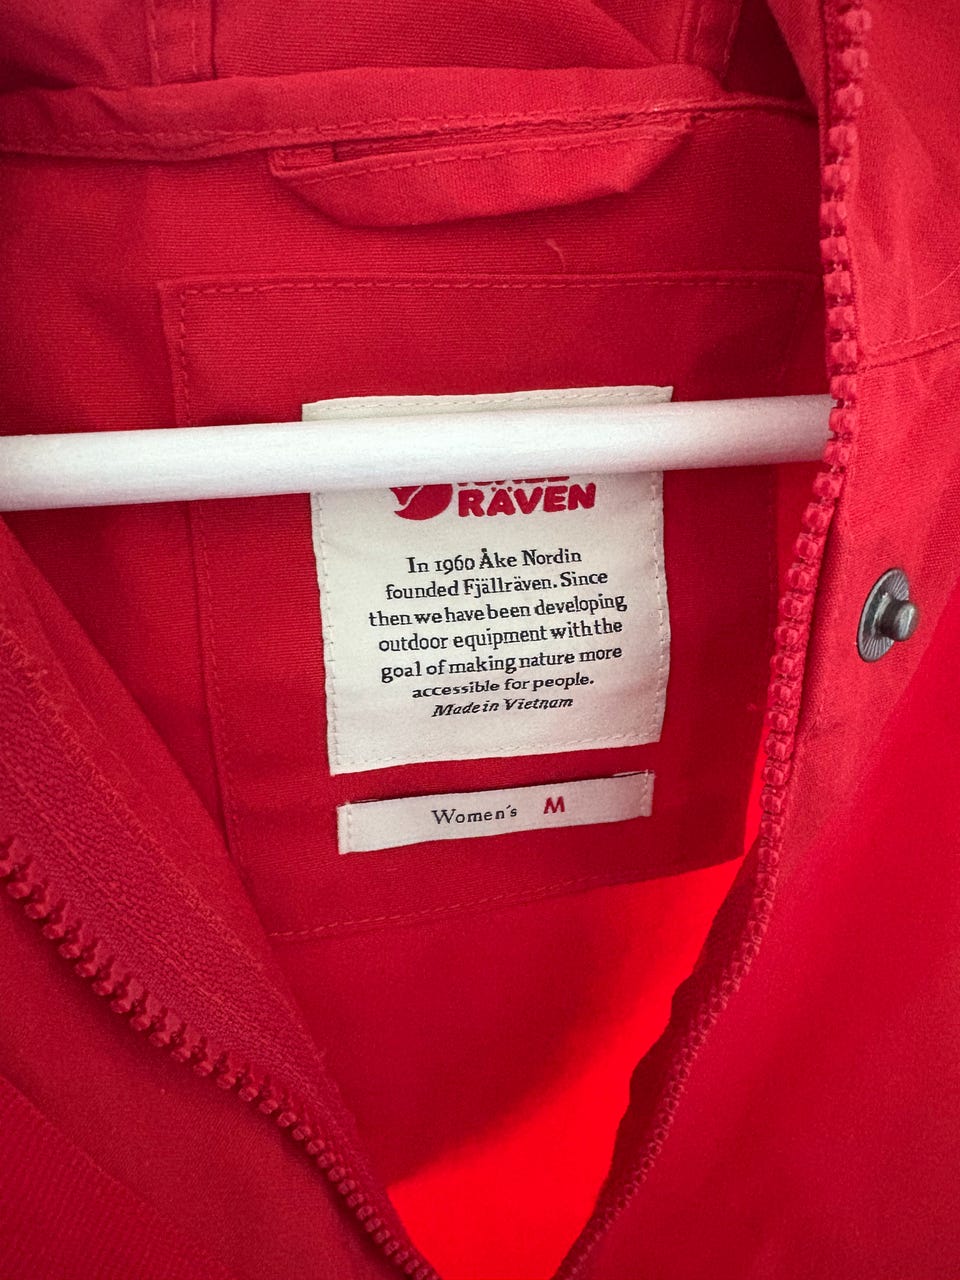 RÄVEN
In 1960 Åke Nordin
founded Fjällräven. Since
then we have been developing
outdoor equipment with the
goal of making nature more
accessible for people.
Made in Vietnam
Women´s M